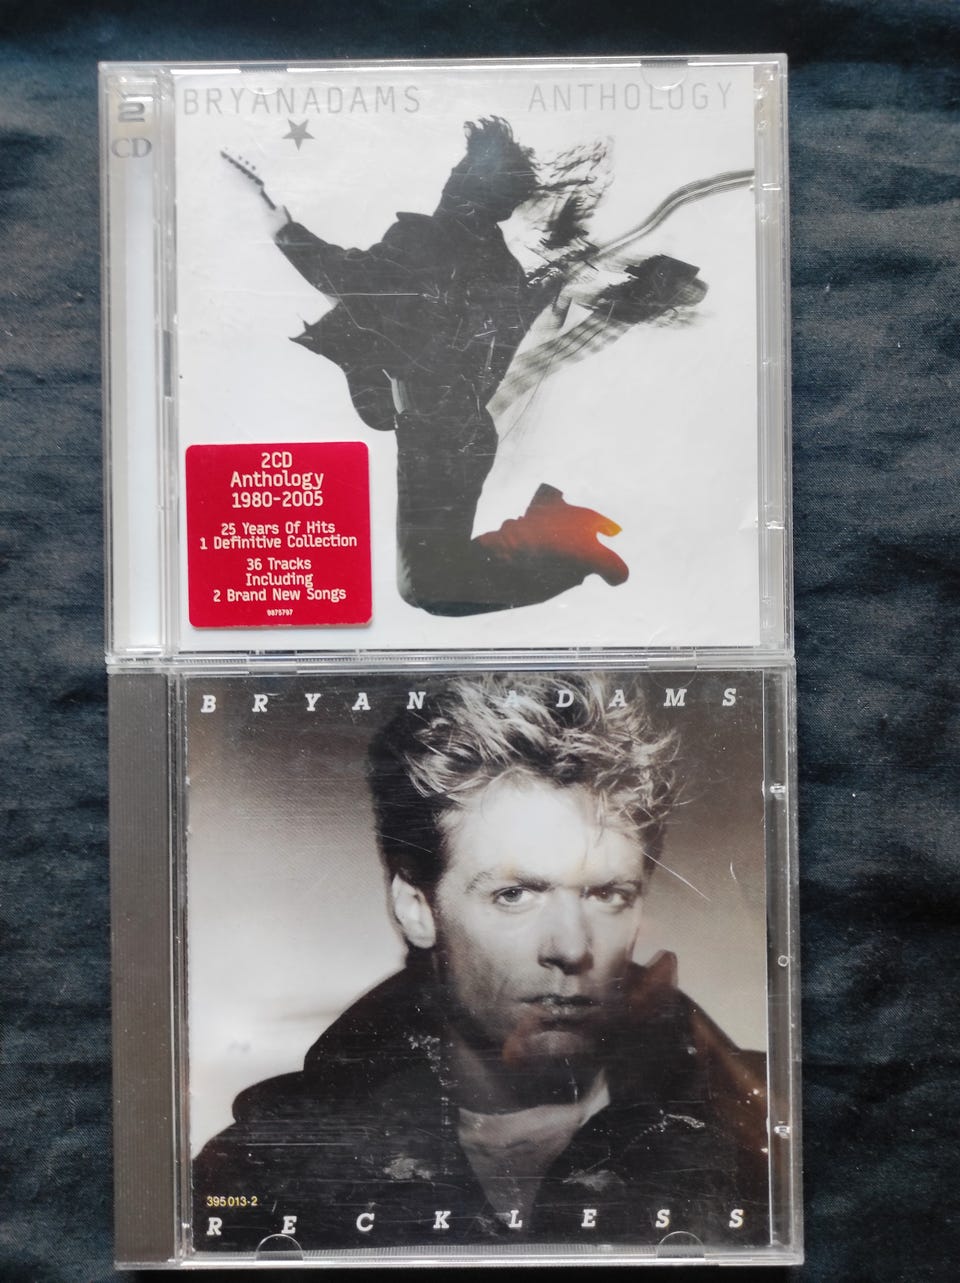 2
CD
BRYANADAMS ANTHOLOGY
2CD
Anthology
1980-2005
25 Years Of Hits
1 Definitive Collection
36 Tracks
Including
2 Brand New Songs
9875797
BRYAN ADAMS
395 013-2
RECKLESS